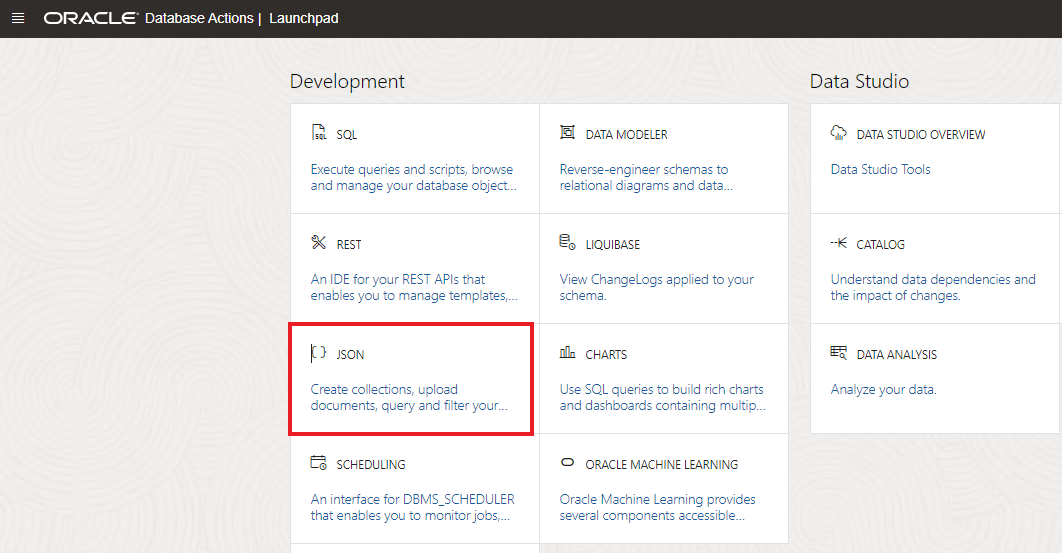 ORACLE Database Actions | Launchpad
Development
SQL
Execute queries and scripts, browse
and manage your database object...
DATA MODELER
Reverse-engineer schemas to
relational diagrams and data...
REST
An IDE for your REST APIs that
enables you to manage templates,...
LIQUIBASE
View ChangeLogs applied to your
schema.
JSON
Create collections, upload
documents, query and filter your...
CHARTS
Use SQL queries to build rich charts
and dashboards containing multip...
SCHEDULING
An interface for DBMS_SCHEDULER
that enables you to monitor jobs,...
ORACLE MACHINE LEARNING
Oracle Machine Learning provides
several components accessible...
Data Studio
DATA STUDIO OVERVIEW
Data Studio Tools
CATALOG
Understand data dependencies and
the impact of changes.
DATA ANALYSIS
Analyze your data.